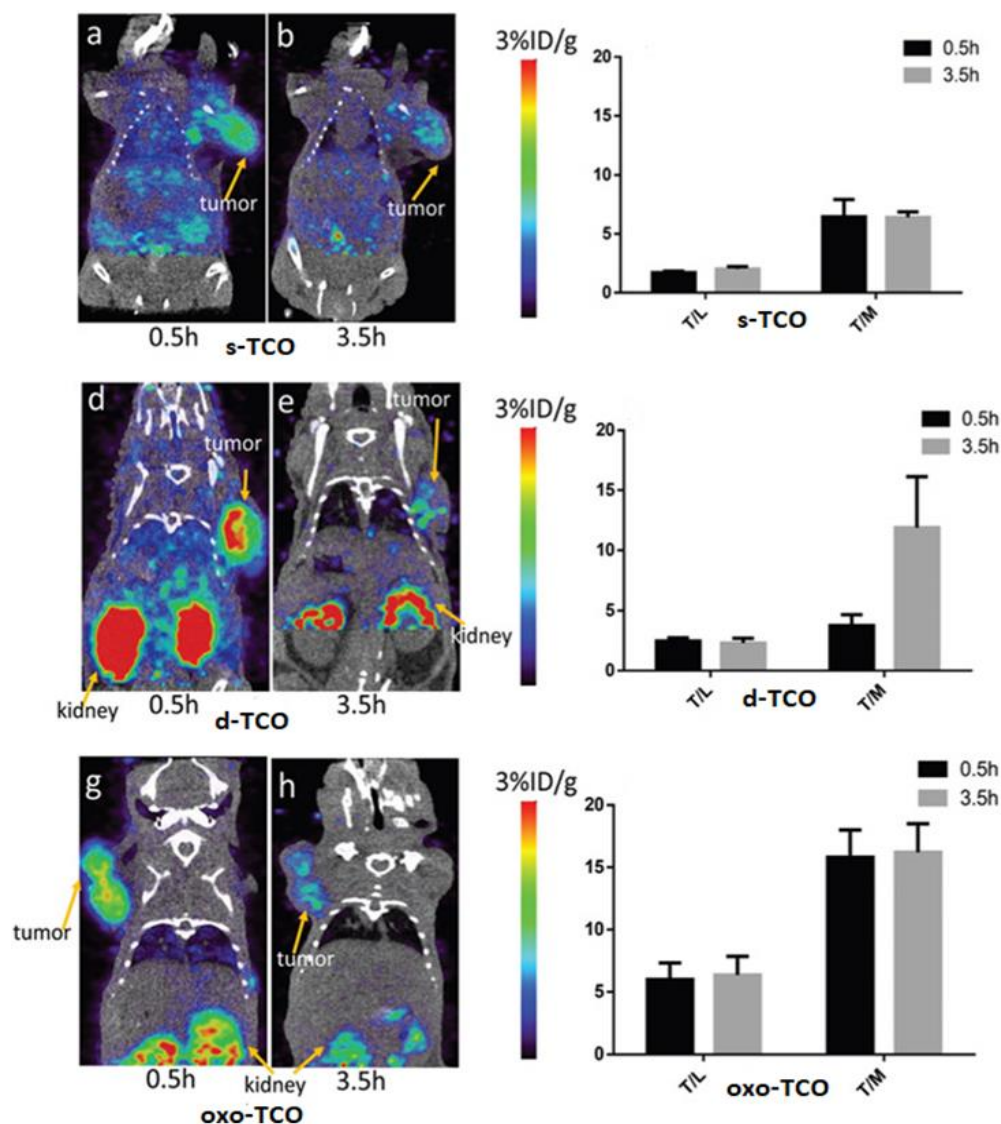 a
b
3%ID/g
tumor
tumor
0.5h
3.5h
s-TCO
0.5h
3.5h
20
15
10
5
0
T/L
s-TCO
T/M
d
e
3%ID/g
tumor
tumor
kidney
kidney
0.5h
3.5h
d-TCO
0.5h
3.5h
20
15
10
5
0
T/L
d-TCO
T/M
g
h
3%ID/g
tumor
tumor
0.5h
kidney
3.5h
oxo-TCO
0.5h
3.5h
20
15
10
5
0
T/L
oxo-TCO
T/M